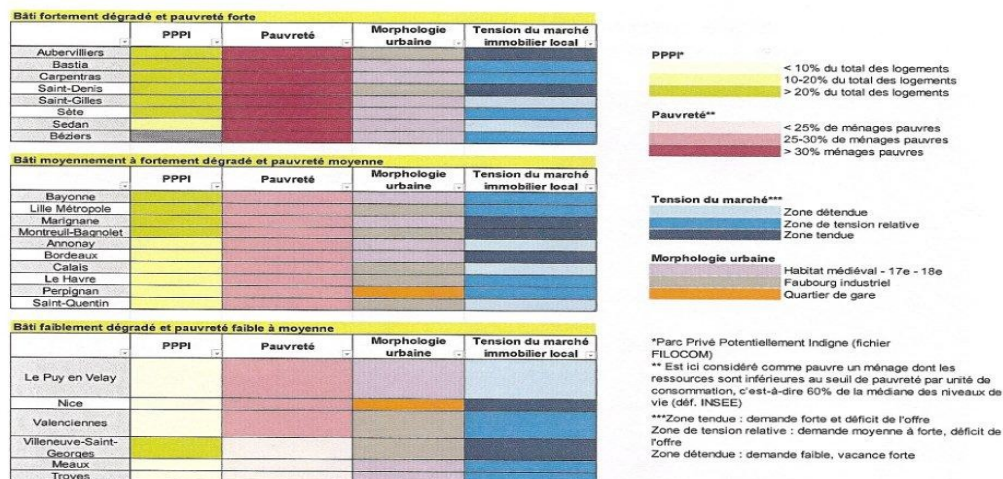 Bâti fortement dégradé et pauvreté forte
PPPI Pauvreté Morphologie urbaine Tension du marché immobilier local
Aubervilliers
Bastia
Carpentras
Saint-Denis
Saint-Gilles
Sète
Sedan
Béziers
Bâti moyennement à fortement dégradé et pauvreté moyenne
PPPI Pauvreté Morphologie urbaine Tension du marché immobilier local
Bayonne
Lille Métropole
Marignane
Montreuil-Bagnolet
Annonay
Bordeaux
Calais
Le Havre
Perpignan
Saint-Quentin
Bâti faiblement dégradé et pauvreté faible à moyenne
PPPI Pauvreté Morphologie urbaine Tension du marché immobilier local
Le Puy en Velay
Nice
Valenciennes
Villeneuve-Saint-
Georges
Meaux
Troyes
PPPI*
< 10% du total des logements
10-20% du total des logements
> 20% du total des logements
Pauvreté**
< 25% de ménages pauvres
25-30% de ménages pauvres
> 30% ménages pauvres
Tension du marché***
Zone détendue
Zone de tension relative
Zone tendue
Morphologie urbaine
Habitat médiéval - 17e - 18e
Faubourg industriel
Quartier de gare
*Parc Privé Potentiellement Indigne (fichier
FILOCOM)
** Est ici considéré comme pauvre un ménage dont les
ressources sont inférieures au seuil de pauvreté par unité de
consommation, c'est-à-dire 60% de la médiane des niveaux de
vie (déf. INSEE)
***Zone tendue : demande forte et déficit de l'offre
Zone de tension relative : demande moyenne à forte, déficit de
l'offre
Zone détendue : demande faible, vacance forte